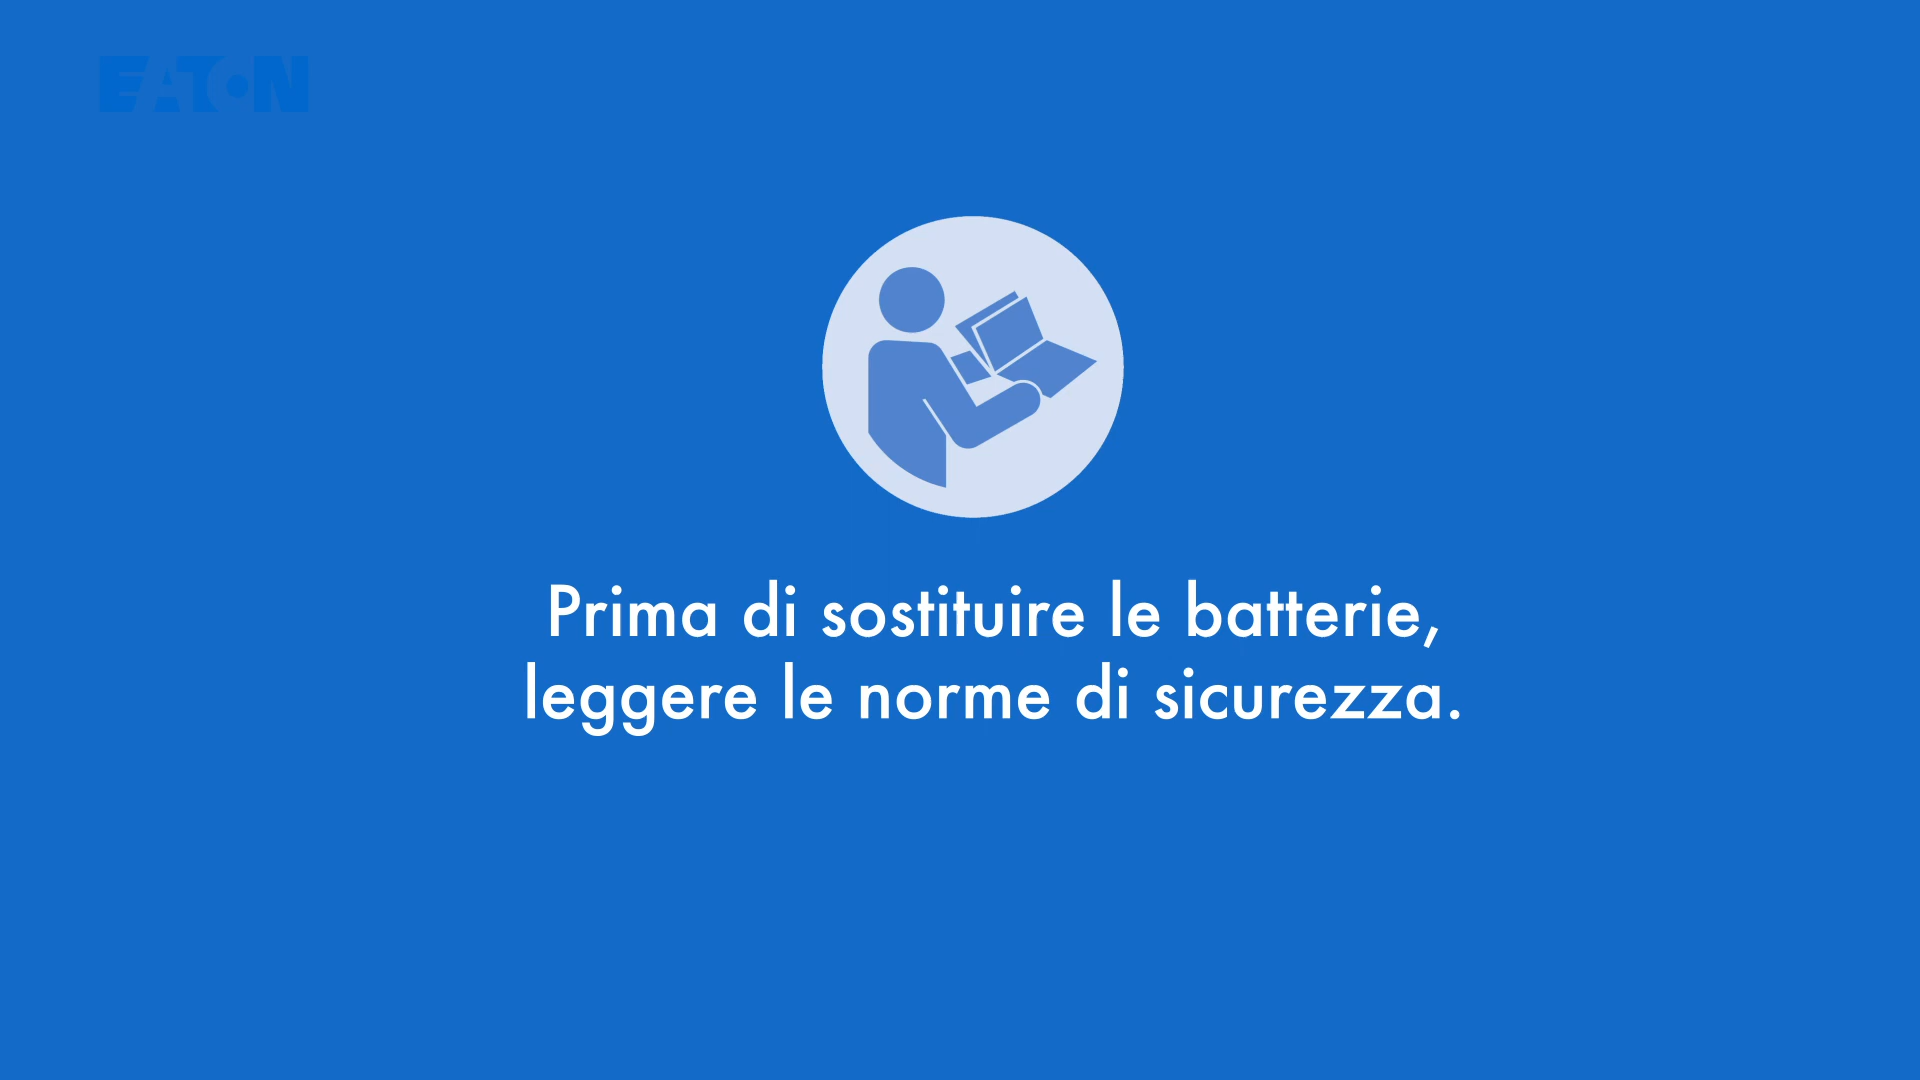 EATON
Prima di sostituire le batterie,
leggere le norme di sicurezza.